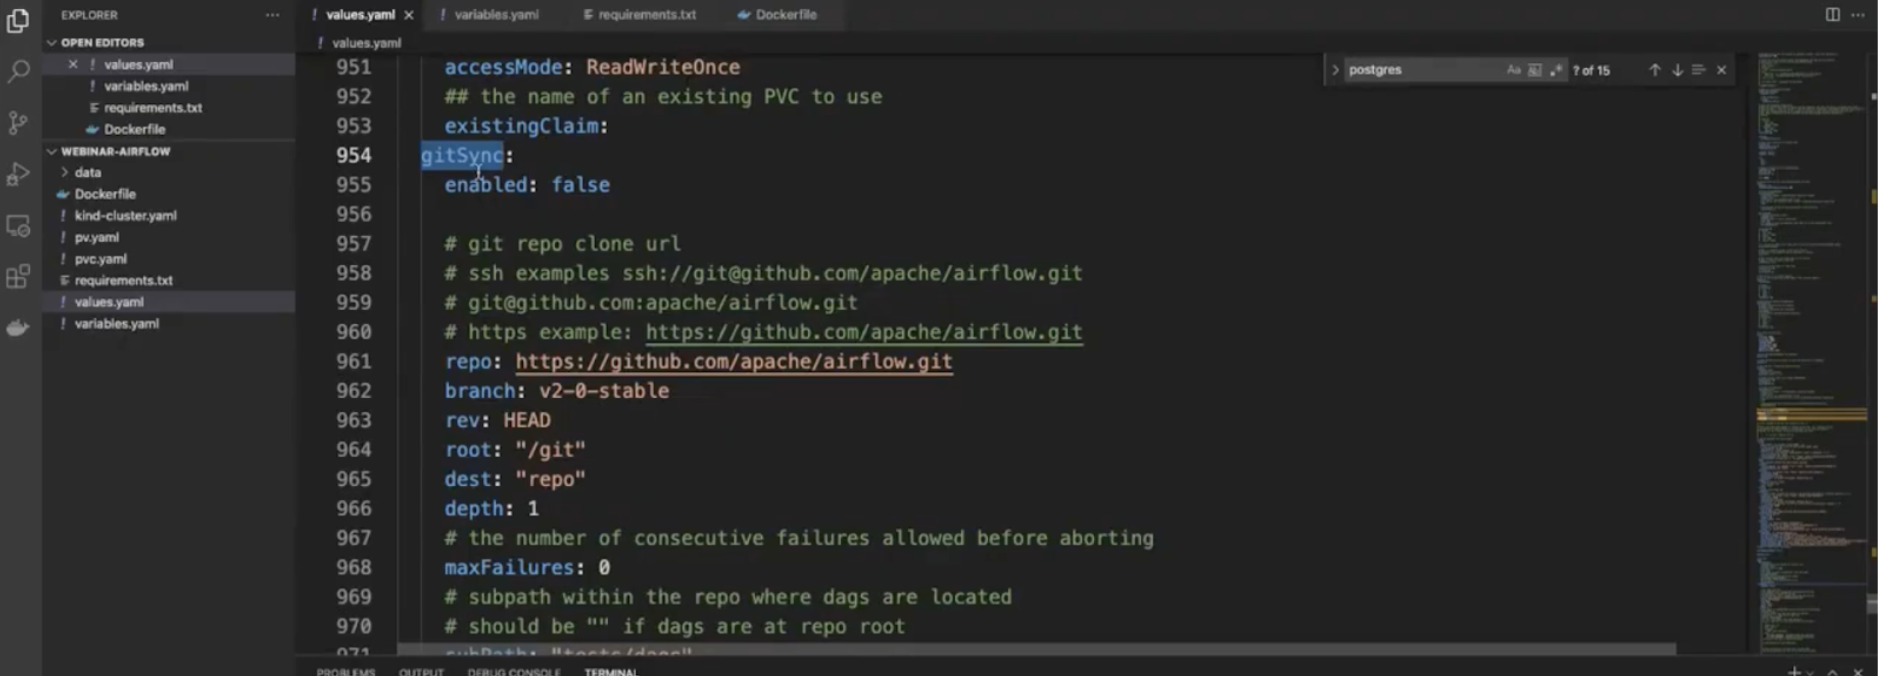 EXPLORER
OPEN EDITORS
values.yaml
variables.yaml
requirements.txt
Dockerfile
WEBINAR-AIRFLOW
data
Dockerfile
! kind-cluster.yaml
! pv.yaml
! pvc.yaml
requirements.txt
! values.yaml
! variables.yaml
! values.yaml × ! variables.yaml requirements.txt Dockerfile
! values.yaml
postgres Aa ab .* ? of 15
951 accessMode: ReadWriteOnce
952 ## the name of an existing PVC to use
953 existingClaim:
954 gitSync:
955 enabled: false
956
957 # git repo clone url
958 # ssh examples ssh://git@github.com/apache/airflow.git
959 # git@github.com:apache/airflow.git
960 # https example: https://github.com/apache/airflow.git
961 repo: https://github.com/apache/airflow.git
962 branch: v2-0-stable
963 rev: HEAD
964 root: "/git"
965 dest: "repo"
966 depth: 1
967 # the number of consecutive failures allowed before aborting
968 maxFailures: 0
969 # subpath within the repo where dags are located
970 # should be "" if dags are at repo root
971 subPath: "tests/dags"
PROBLEMS OUTPUT DEBUG CONSOLE TERMINAL